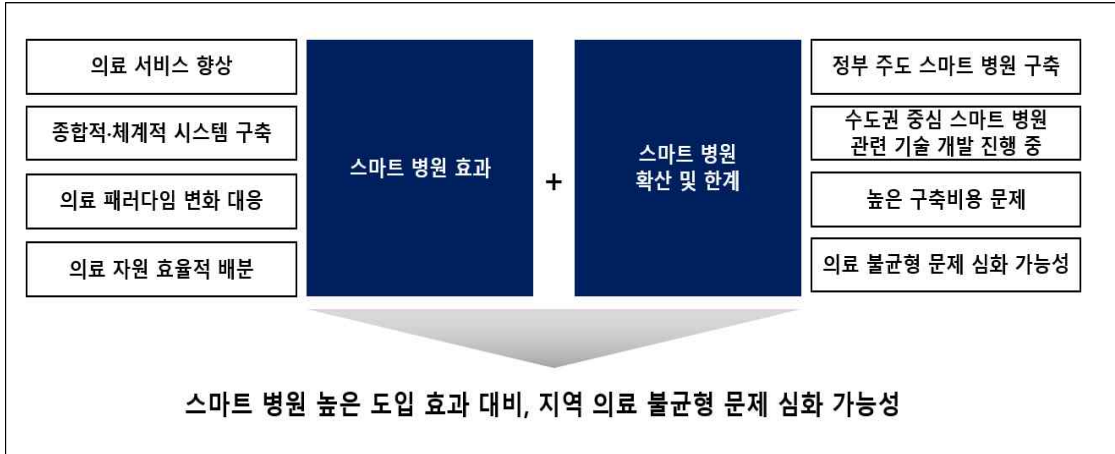 의료 서비스 향상
종합적·체계적 시스템 구축
의료 패러다임 변화 대응
의료 자원 효율적 배분
스마트 병원 효과
+
스마트 병원
확산 및 한계
정부 주도 스마트 병원 구축
수도권 중심 스마트 병원
관련 기술 개발 진행 중
높은 구축비용 문제
의료 불균형 문제 심화 가능성
스마트 병원 높은 도입 효과 대비, 지역 의료 불균형 문제 심화 가능성